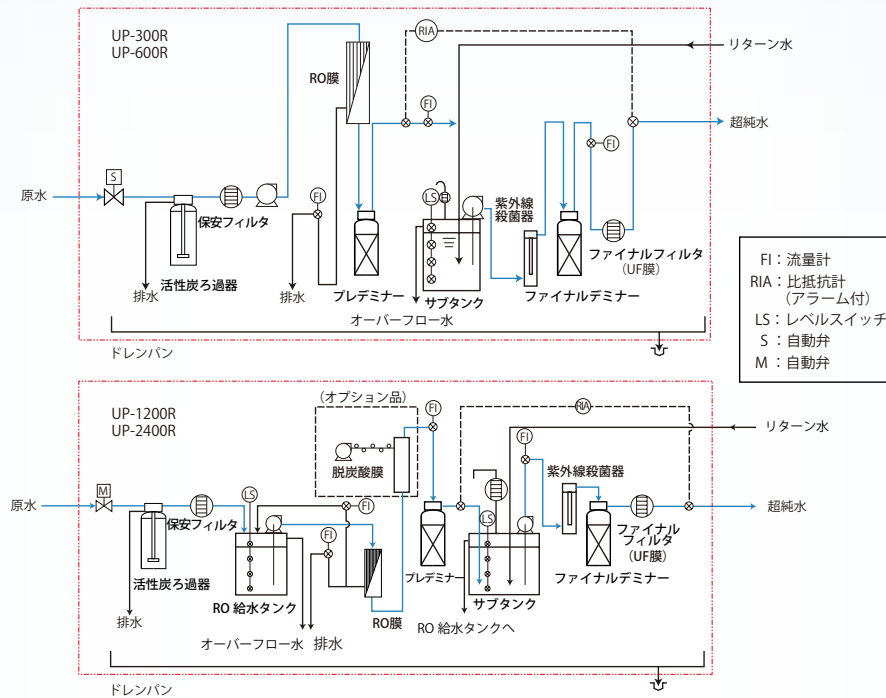 UP-300R
UP-600R
RIA
リターン水
RO膜
FI
超純水
S
FI
原水
FI
LS
紫外線
殺菌器
保安フィルタ
ファイナルフィルタ
(UF膜)
排水
排水
プレデミナー
サブタンク
ファイナルデミナー
活性炭ろ過器
オーバーフロー水
ドレンパン
FI：流量計
RIA：比抵抗計
(アラーム付)
LS：レベルスイッチ
S：自動弁
M：自動弁
UP-1200R
UP-2400R
(オプション品)
FI
RIA
リターン水
FI
脱炭酸膜
紫外線殺菌器
M
LS
FI
原水
超純水
保安フィルタ
FI
LS
ファイナル
フィルタ
(UF膜)
プレデミナー
活性炭ろ過器
RO 給水タンク
サブタンク
ファイナルデミナー
RO膜
排水
オーバーフロー水
排水
RO 給水タンクへ
ドレンパン